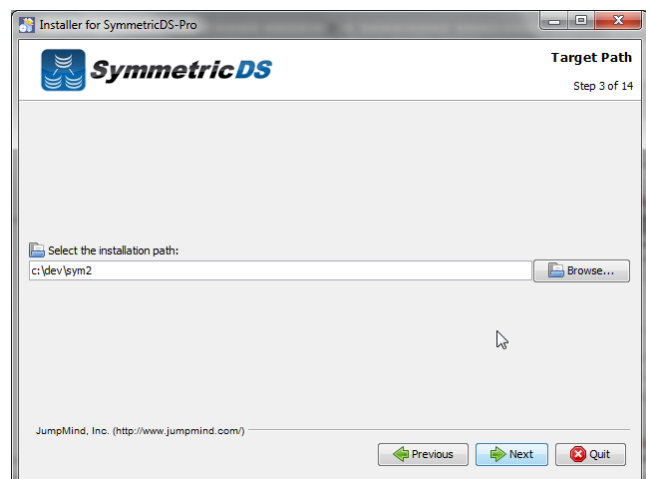 Installer for SymmetricDS-Pro
SymmetricDS
Target Path
Step 3 of 14
Select the installation path:
c:\dev\sym2
Browse...
JumpMind, Inc. (http://www.jumpmind.com/)
Previous
Next
Quit